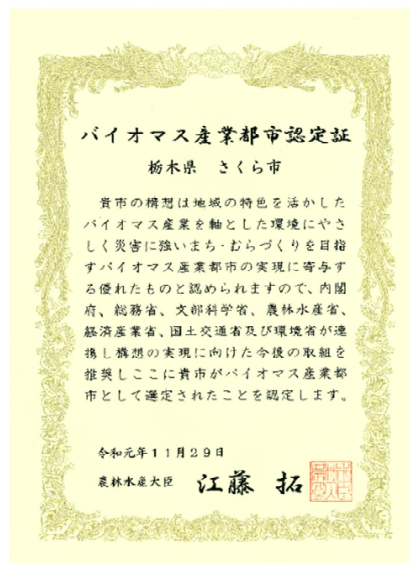 バイオマス産業都市認定証
栃木県 さくら市
貴市の構想は地域の特色を活かした
バイオマス産業を軸とした環境にやさ
しく災害に強いまち・むらづくりを目指
すバイオマス産業都市の実現に寄与す
る優れたものと認められますので、内閣
府、総務省、文部科学省、農林水産省、
経済産業省、国土交通省及び環境省が連
携し構想の実現に向けた今後の取組を
推奨しここに貴市がバイオマス産業都
市として選定されたことを認定します。
令和元年11月29日
農林水産大臣 江藤 拓